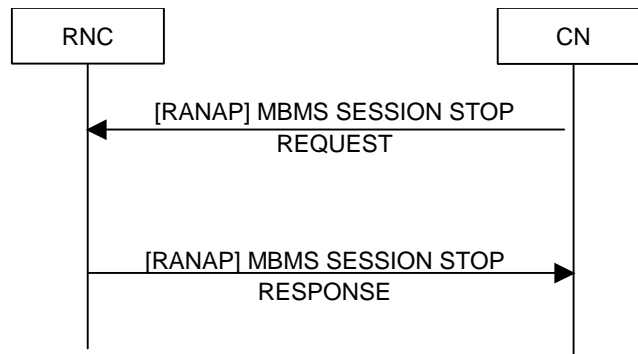 RNC
CN
[RANAP] MBMS SESSION STOP
REQUEST
[RANAP] MBMS SESSION STOP
RESPONSE